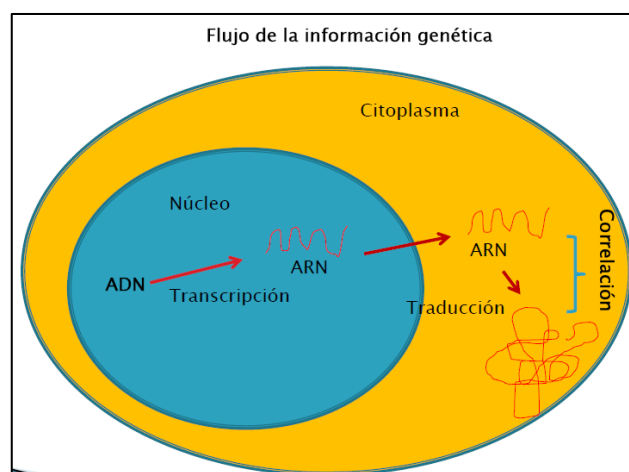 Flujo de la información genética
Citoplasma
Núcleo
ADN
Transcripción
ARN
ARN
Traducción
Correlación